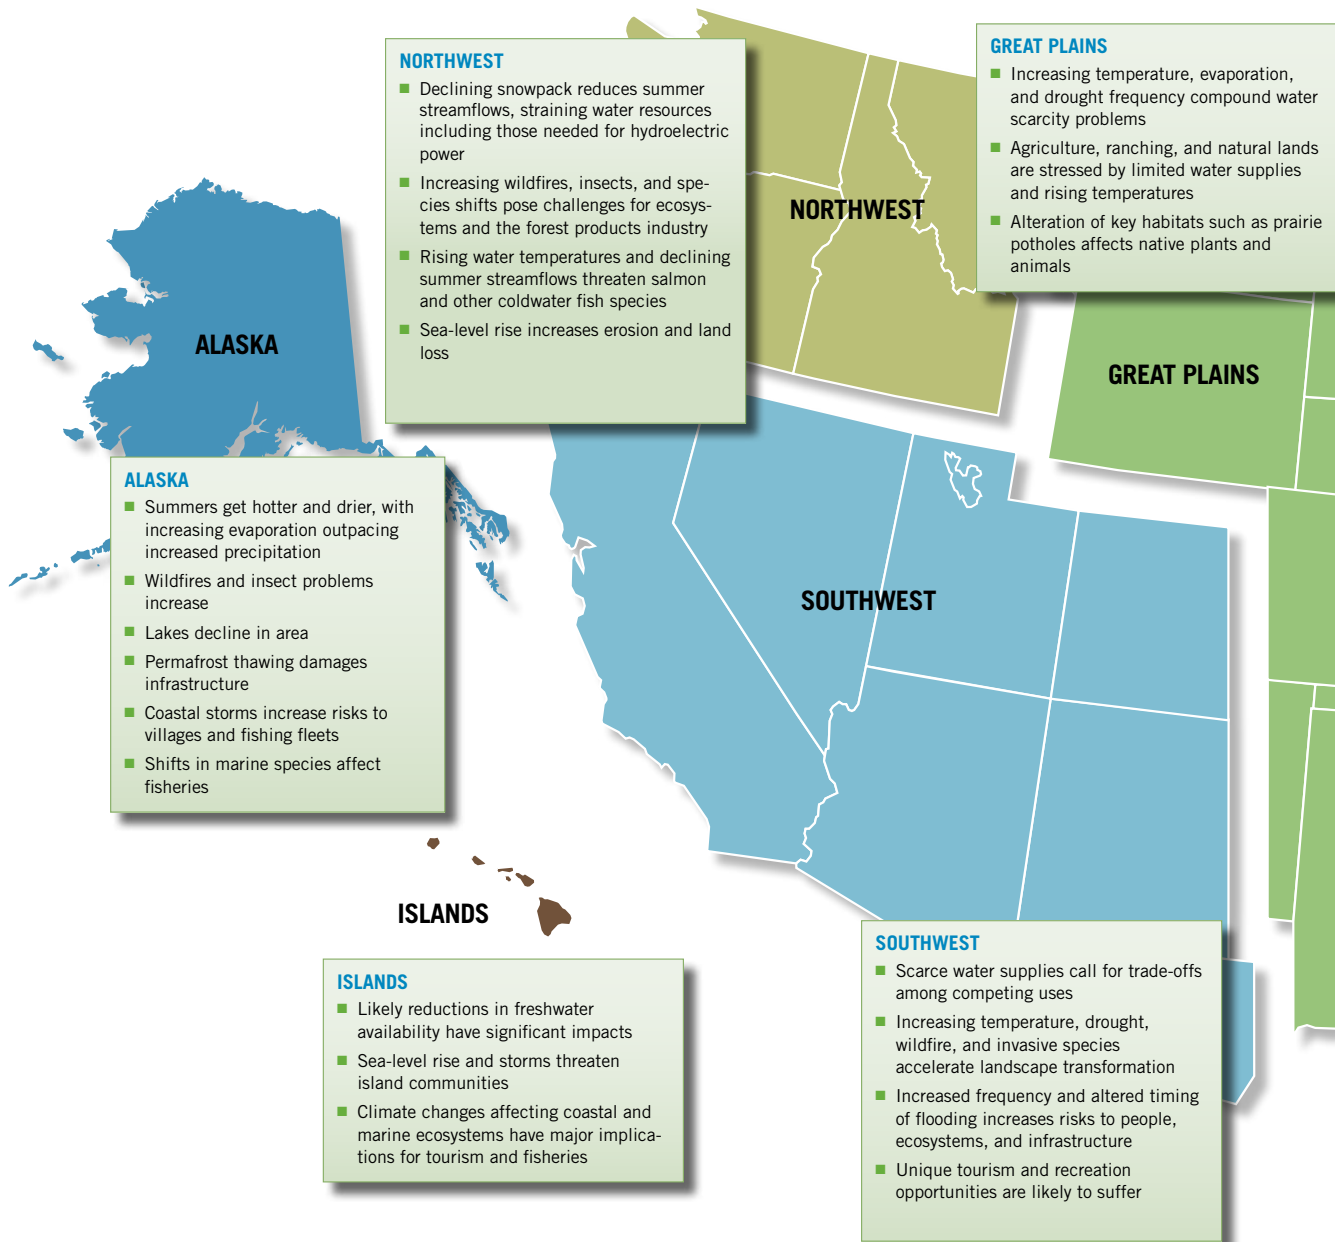 NORTHWEST
■ Declining snowpack reduces summer
streamflows, straining water resources
including those needed for hydroelectric
power
■ Increasing wildfires, insects, and spe-
cies shifts pose challenges for ecosys-
tems and the forest products industry
■ Rising water temperatures and declining
summer streamflows threaten salmon
and other coldwater fish species
■ Sea-level rise increases erosion and land
loss
GREAT PLAINS
■ Increasing temperature, evaporation,
and drought frequency compound water
scarcity problems
■ Agriculture, ranching, and natural lands
are stressed by limited water supplies
and rising temperatures
■ Alteration of key habitats such as prairie
potholes affects native plants and
animals
NORTHWEST
ALASKA
GREAT PLAINS
ALASKA
■ Summers get hotter and drier, with
increasing evaporation outpacing
increased precipitation
■ Wildfires and insect problems
increase
■ Lakes decline in area
■ Permafrost thawing damages
infrastructure
■ Coastal storms increase risks to
villages and fishing fleets
■ Shifts in marine species affect
fisheries
SOUTHWEST
ISLANDS
ISLANDS
■ Likely reductions in freshwater
availability have significant impacts
■ Sea-level rise and storms threaten
island communities
■ Climate changes affecting coastal and
marine ecosystems have major implica-
tions for tourism and fisheries
SOUTHWEST
■ Scarce water supplies call for trade-offs
among competing uses
■ Increasing temperature, drought,
wildfire, and invasive species
accelerate landscape transformation
■ Increased frequency and altered timing
of flooding increases risks to people,
ecosystems, and infrastructure
■ Unique tourism and recreation
opportunities are likely to suffer